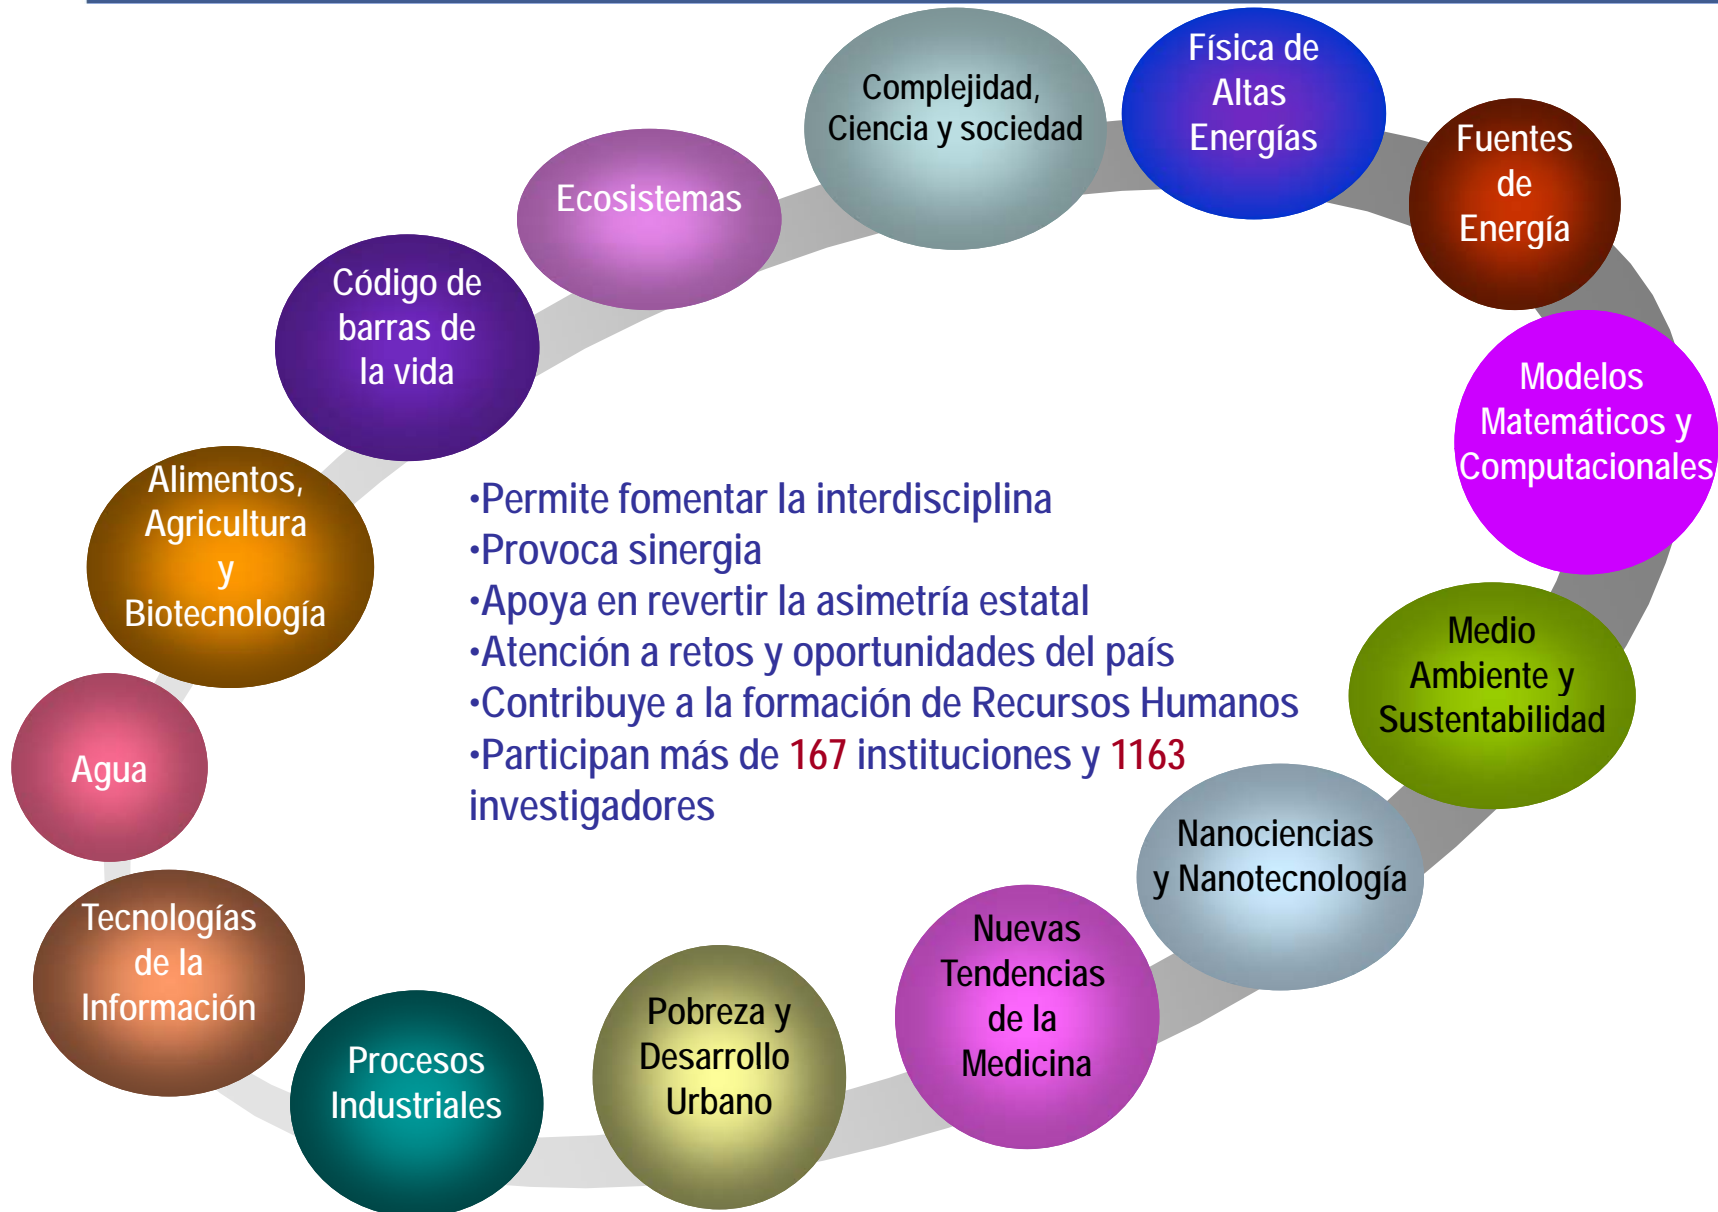 Complejidad,
Ciencia y sociedad
Física de
Altas
Energías
Fuentes
de
Energía
Ecosistemas
Código de
barras de
la vida
Modelos
Matemáticos y
Computacionales
Alimentos,
Agricultura
y
Biotecnología
•Permite fomentar la interdisciplina
•Provoca sinergia
•Apoya en revertir la asimetría estatal
•Atención a retos y oportunidades del país
•Contribuye a la formación de Recursos Humanos
•Participan más de 167 instituciones y 1163
investigadores
Medio
Ambiente y
Sustentabilidad
Agua
Nanociencias
y Nanotecnología
Tecnologías
de la
Información
Nuevas
Tendencias
de la
Medicina
Pobreza y
Desarrollo
Urbano
Procesos
Industriales